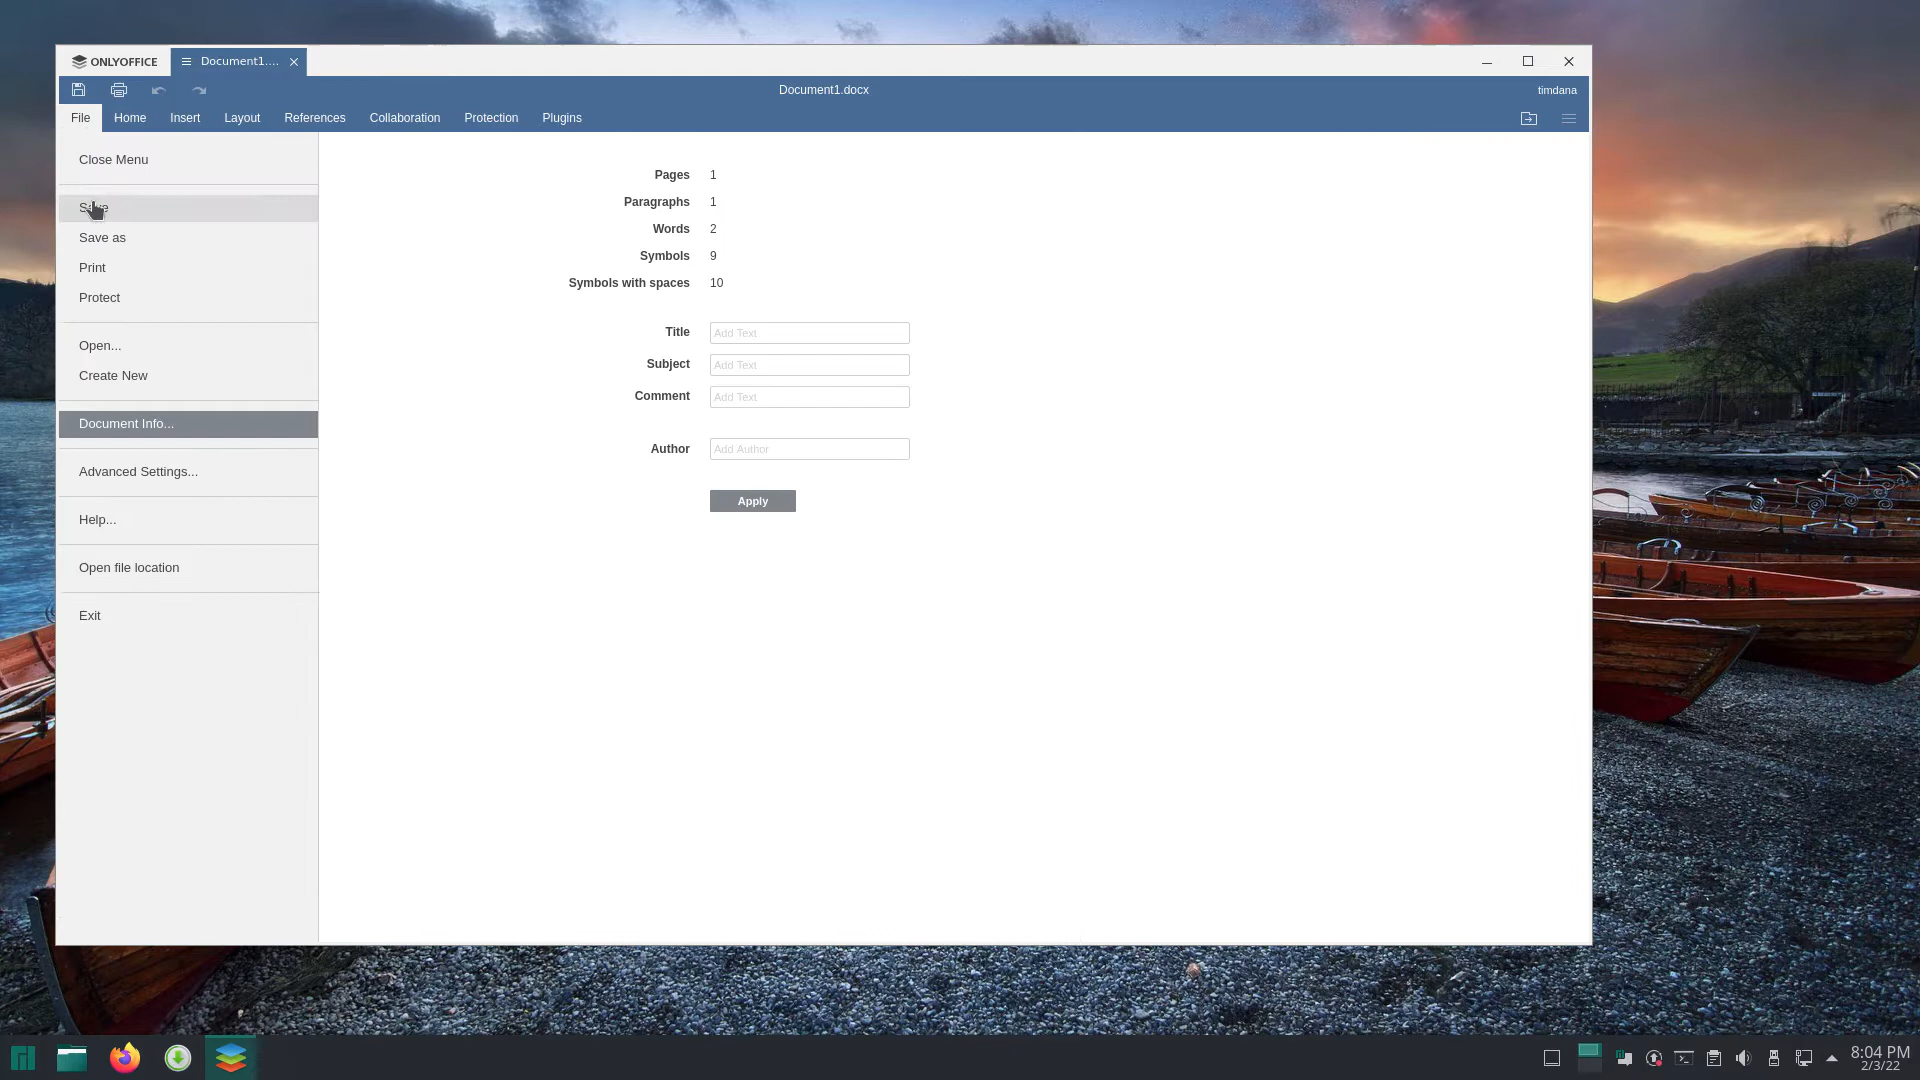 ONLYOFFICE
Document1....
Document1.docx
timdana
File Home Insert Layout References Collaboration Protection Plugins
Close Menu
Save
Save as
Print
Protect
Open...
Create New
Document Info...
Advanced Settings...
Help...
Open file location
Exit
Pages 1
Paragraphs 1
Words 2
Symbols 9
Symbols with spaces 10
Title Add Text
Subject Add Text
Comment Add Text
Author Add Author
Apply
8:04 PM
2/3/22